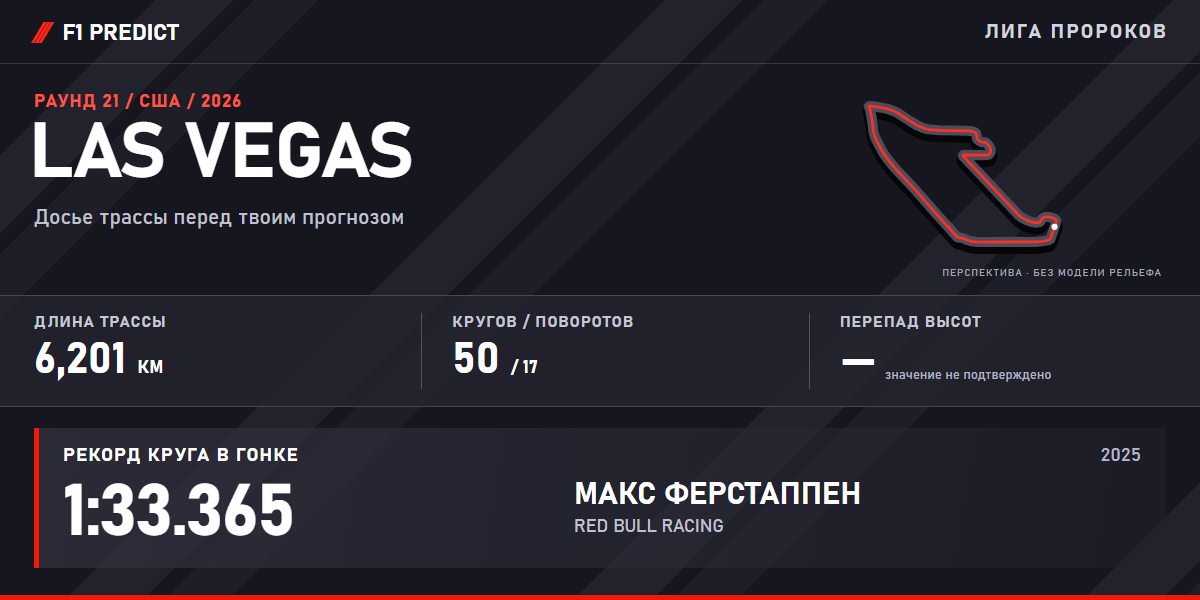 F1 PREDICT
ЛИГА ПРОРОКОВ
РАУНД 21 / США / 2026
LAS VEGAS
Досье трассы перед твоим прогнозом
ПЕРСПЕКТИВА · БЕЗ МОДЕЛИ РЕЛЬЕФА
ДЛИНА ТРАССЫ
6,201 КМ
КРУГОВ / ПОВОРОТОВ
50 / 17
ПЕРЕПАД ВЫСОТ
— значение не подтверждено
РЕКОРД КРУГА В ГОНКЕ
2025
1:33.365
МАКС ФЕРСТАППЕН
RED BULL RACING